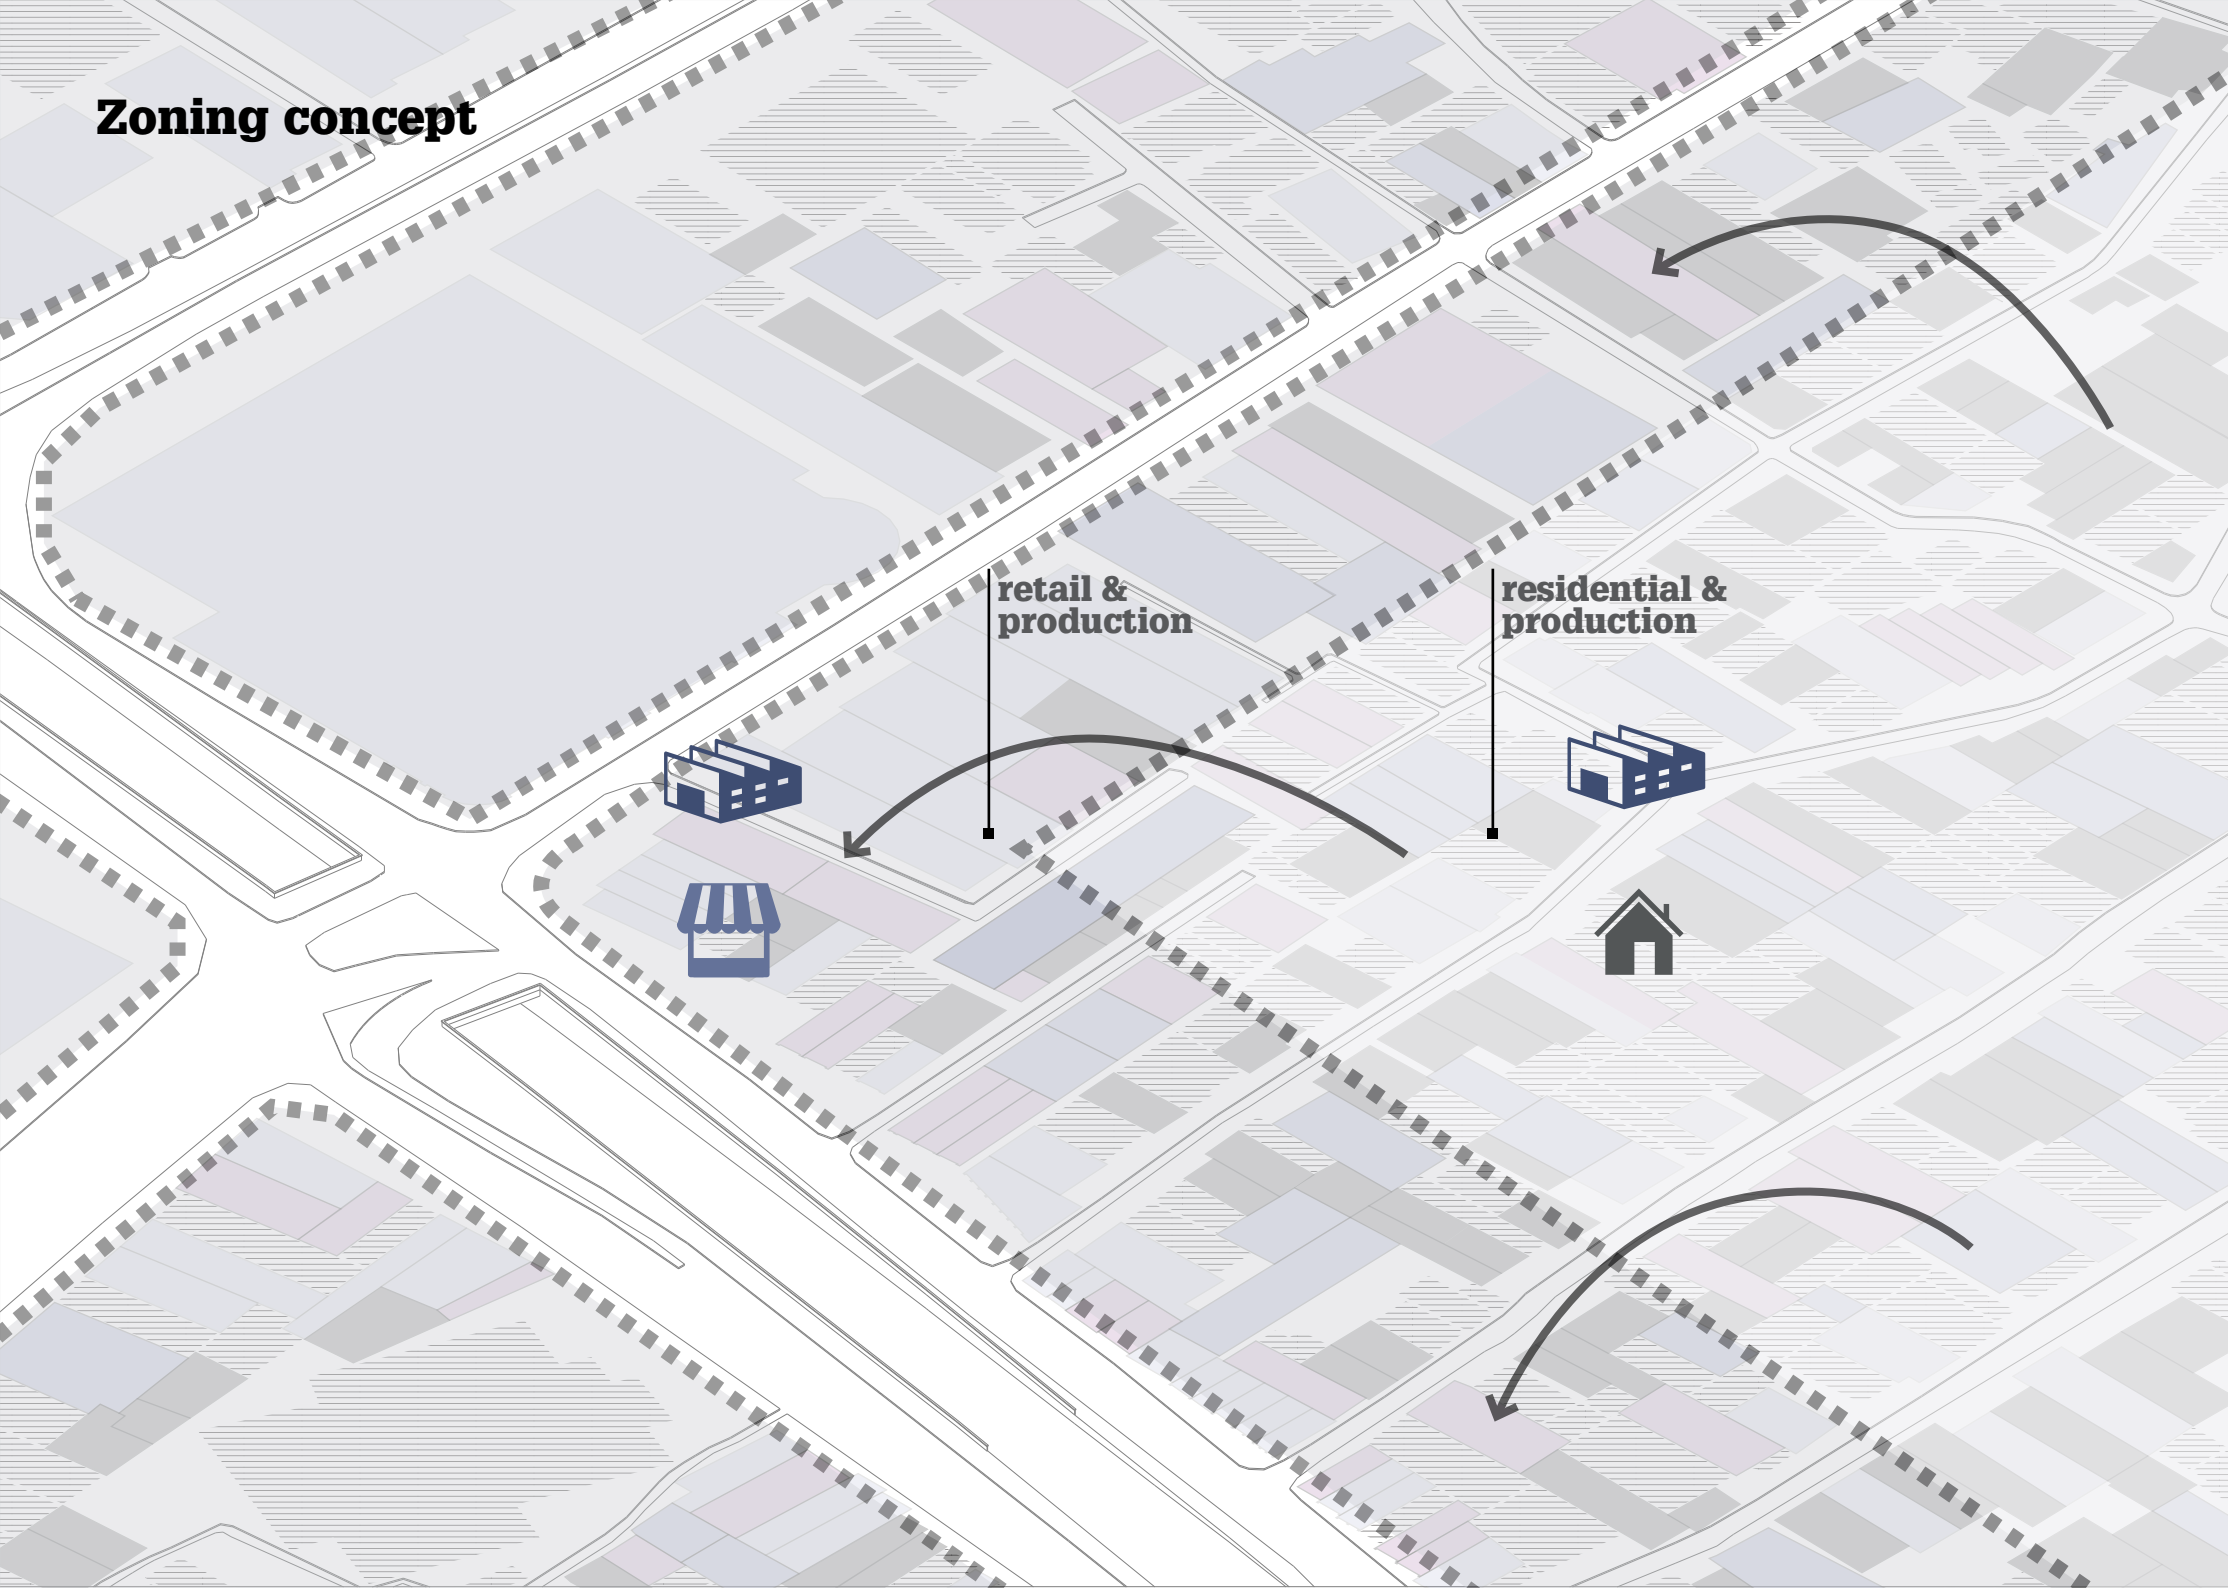 Zoning concept
retail &
production
residential &
production